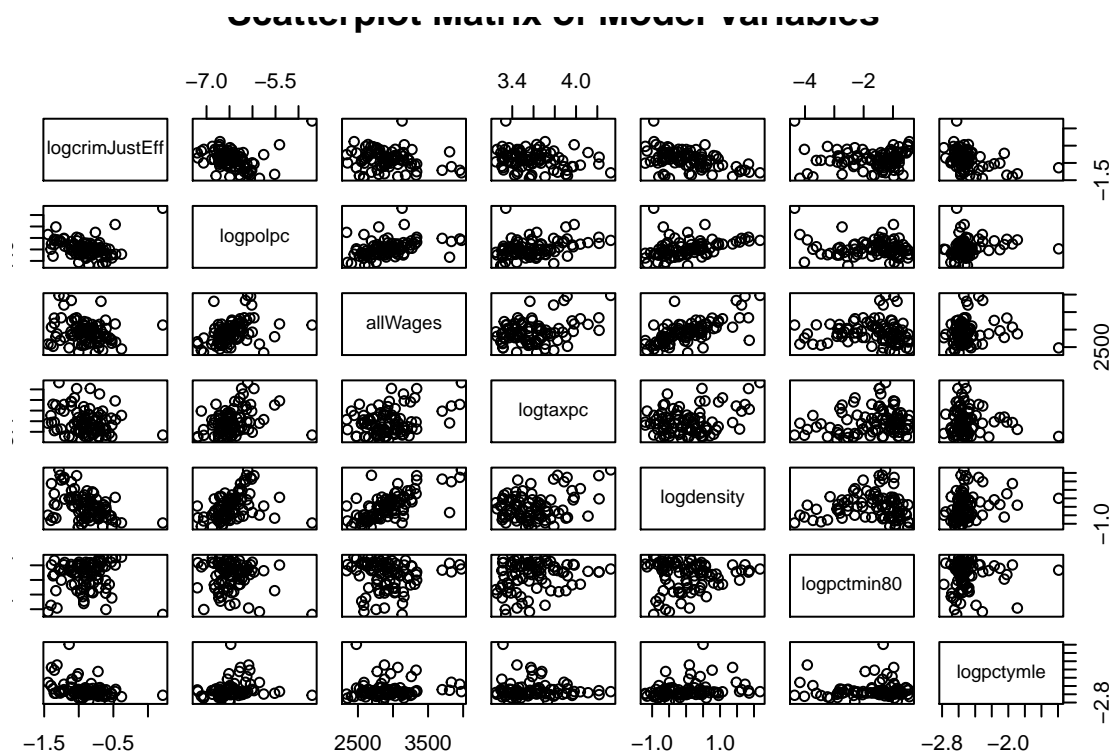 Scatterplot Matrix of Model Variables
−7.0 −5.5 3.4 4.0 −4 −2
logcrimJustEff
−1.5
logpolpc
allWages
2500
logtaxpc
logdensity
−1.0
logpctmin80
logpctymle
−2.8
−1.5 −0.5 2500 3500 −1.0 1.0 −2.8 −2.0